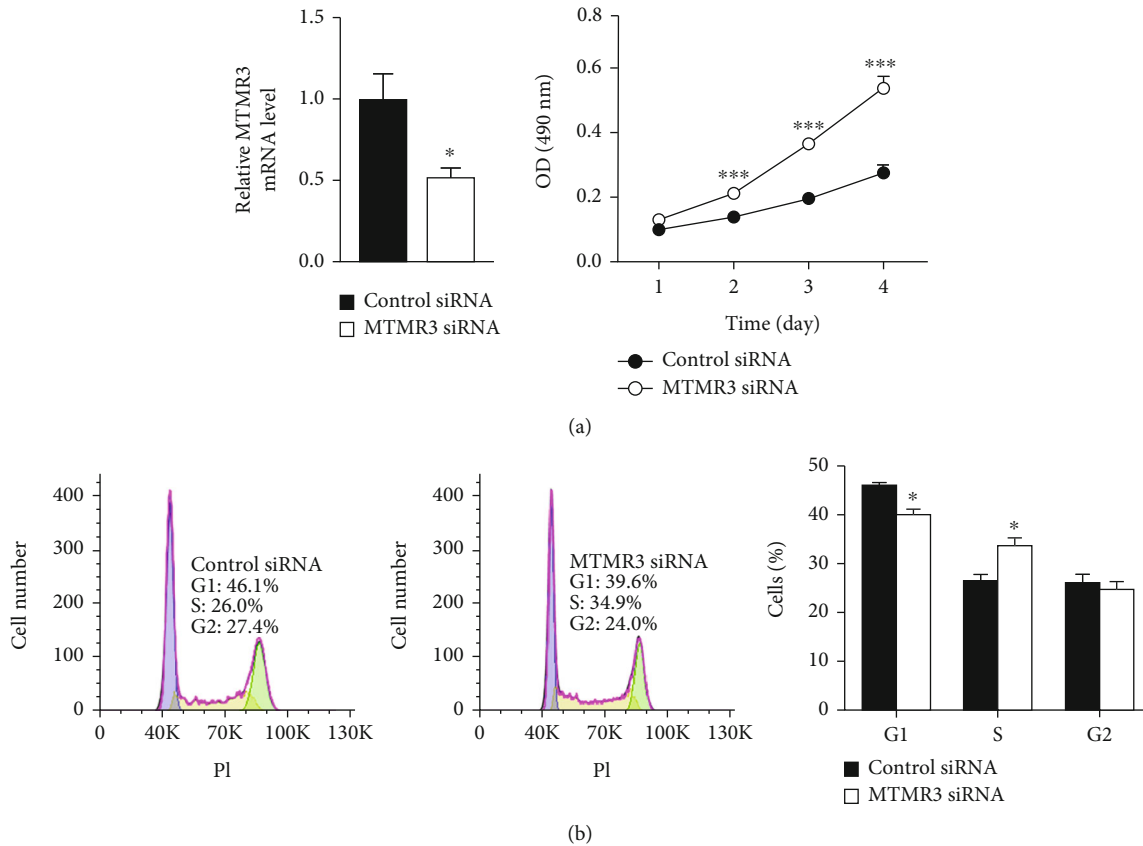 Relative MTMR3
mRNA level
1.5
1.0
0.5
0.0
*
Control siRNA
MTMR3 siRNA
OD (490 nm)
0.8
0.6
0.4
0.2
0.0
***
***
***
1 2 3 4
Time (day)
Control siRNA
MTMR3 siRNA
(a)
Cell number
400
300
200
100
0
Control siRNA
G1: 46.1%
S: 26.0%
G2: 27.4%
0 40K 70K 100K 130K
Pl
Cell number
400
300
200
100
0
MTMR3 siRNA
G1: 39.6%
S: 34.9%
G2: 24.0%
0 40K 70K 100K 130K
Pl
Cells (%)
50
40
30
20
10
0
*
*
G1 S G2
Control siRNA
MTMR3 siRNA
(b)